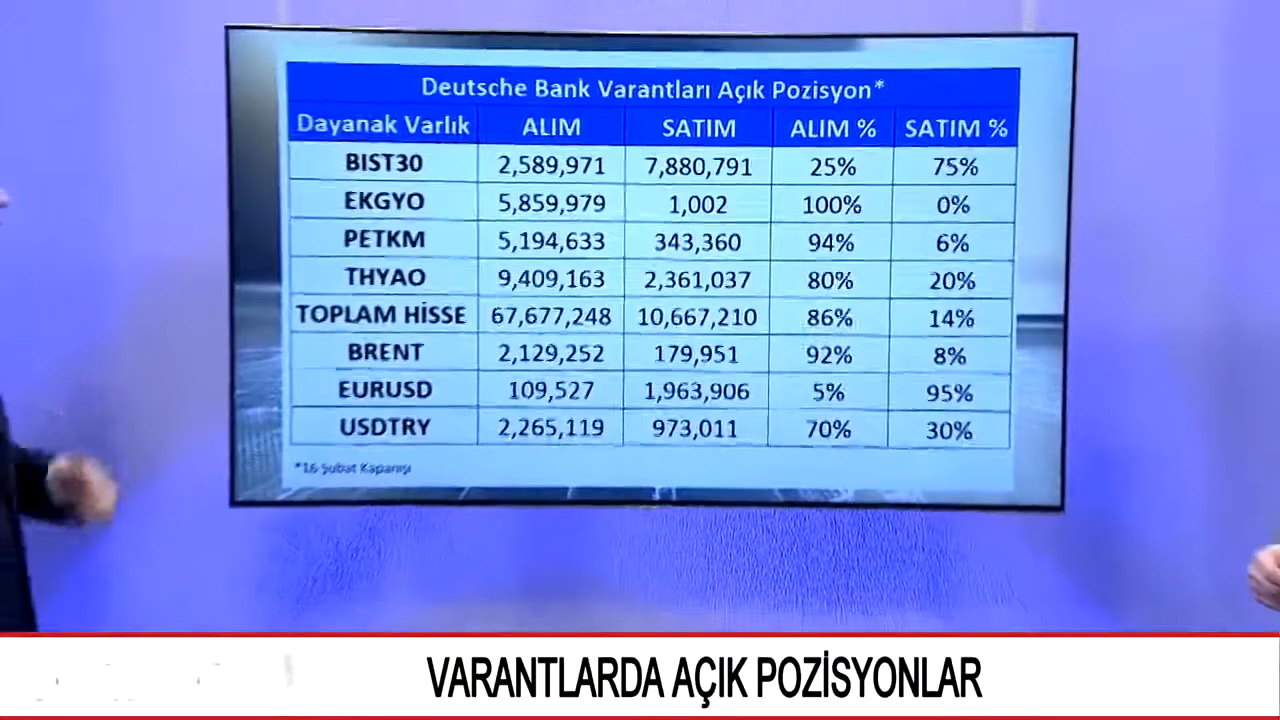 Deutsche Bank Varantları Açık Pozisyon*
Dayanak Varlık ALIM SATIM ALIM % SATIM %
BIST30 2,589,971 7,880,791 25% 75%
EKGYO 5,859,979 1,002 100% 0%
PETKM 5,194,633 343,360 94% 6%
THYAO 9,409,163 2,361,037 80% 20%
TOPLAM HİSSE 67,677,248 10,667,210 86% 14%
BRENT 2,129,252 179,951 92% 8%
EURUSD 109,527 1,963,906 5% 95%
USDTRY 2,265,119 973,011 70% 30%
*16 Şubat Kapanışı
VARANTLARDA AÇIK POZİSYONLAR